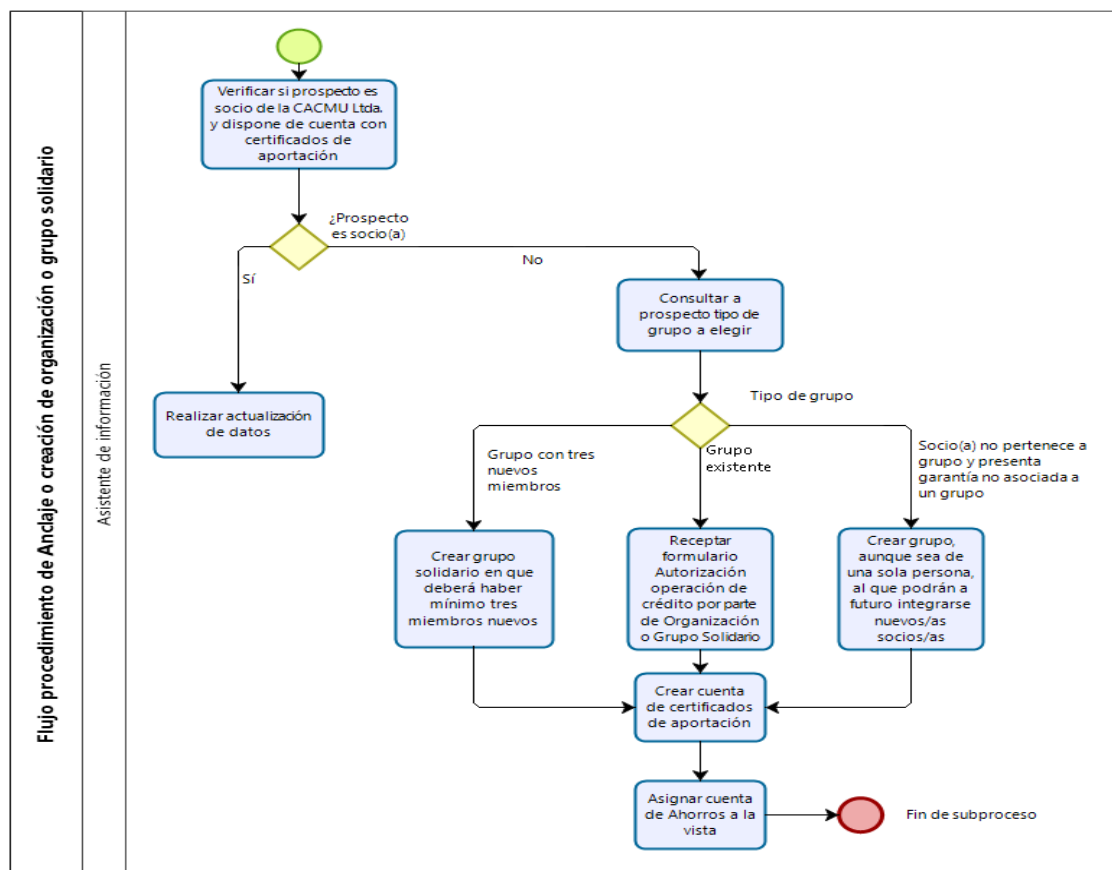 Flujo procedimiento de Anclaje o creación de organización o grupo solidario
Asistente de información
Verificar si prospecto es
socio de la CACMU Ltda.
y dispone de cuenta con
certificados de
aportación
¿Prospecto
es socio(a)
Sí
No
Consultar a
prospecto tipo de
grupo a elegir
Realizar actualización
de datos
Tipo de grupo
Grupo con tres
nuevos
miembros
Grupo
existente
Socio(a) no pertenece a
grupo y presenta
garantía no asociada a
un grupo
Crear grupo
solidario en que
deberá haber
mínimo tres
miembros nuevos
Receptar
formulario
Autorización
operación de
crédito por parte
de Organización
o Grupo Solidario
Crear grupo,
aunque sea de
una sola persona,
al que podrán a
futuro integrarse
nuevos/as
socios/as
Crear cuenta
de certificados
de aportación
Asignar cuenta
de Ahorros a la
vista
Fin de subproceso